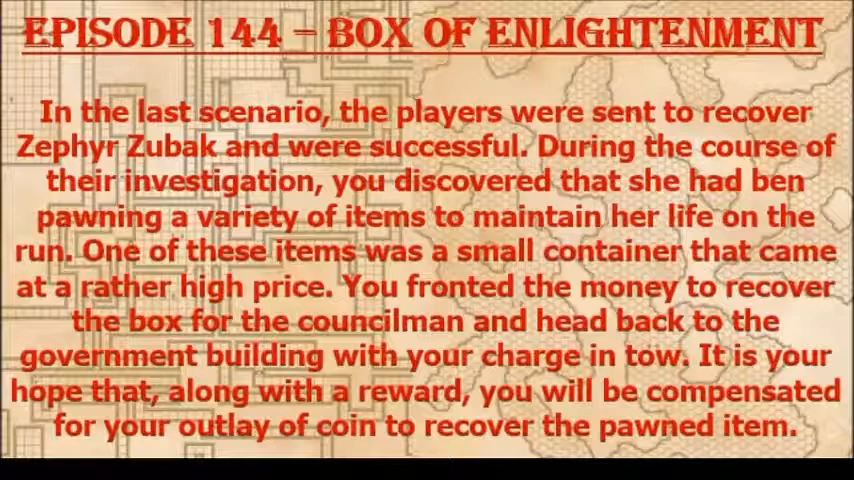 EPISODE 144 – BOX OF ENLIGHTENMENT
In the last scenario, the players were sent to recover
Zephyr Zubak and were successful. During the course of
their investigation, you discovered that she had ben
pawning a variety of items to maintain her life on the
run. One of these items was a small container that came
at a rather high price. You fronted the money to recover
the box for the councilman and head back to the
government building with your charge in tow. It is your
hope that, along with a reward, you will be compensated
for your outlay of coin to recover the pawned item.